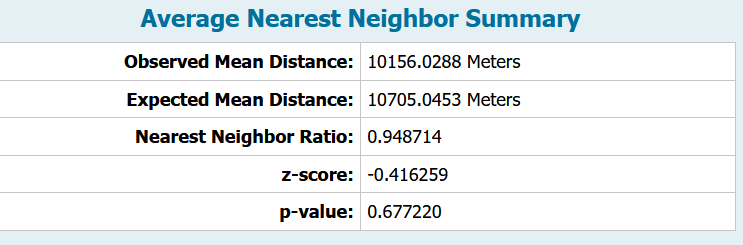 Average Nearest Neighbor Summary
Observed Mean Distance: 10156.0288 Meters
Expected Mean Distance: 10705.0453 Meters
Nearest Neighbor Ratio: 0.948714
z-score: -0.416259
p-value: 0.677220